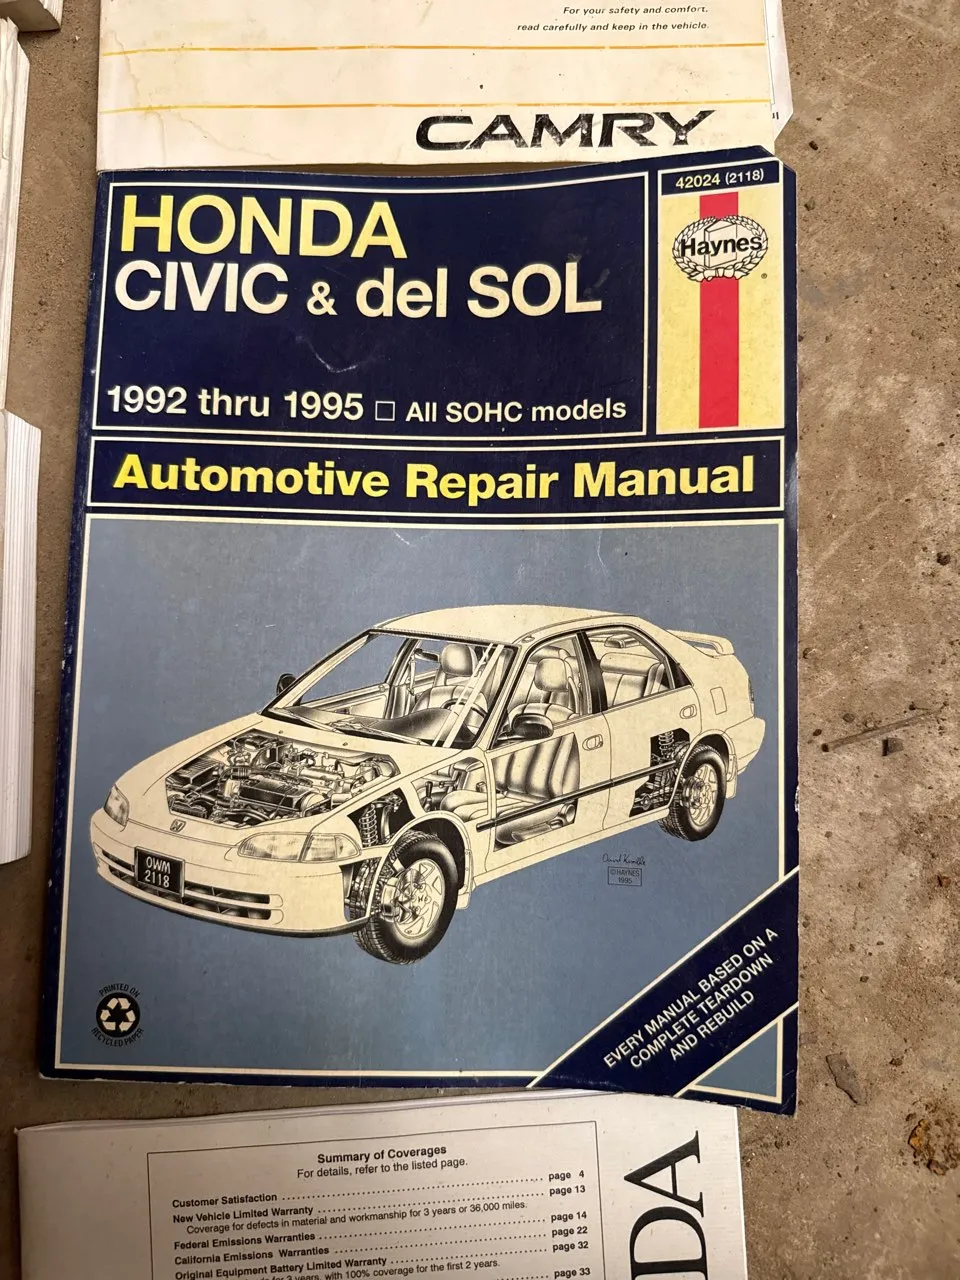 For your safety and comfort,
read carefully and keep in the vehicle.
CAMRY
42024 (2118)
Haynes
®
HONDA
CIVIC & del SOL
1992 thru 1995 □ All SOHC models
Automotive Repair Manual
OWM
2118
© HAYNES
1995
PRINTED ON
RECYCLED PAPER
EVERY MANUAL BASED ON A
COMPLETE TEARDOWN
AND REBUILD
Summary of Coverages
For details, refer to the listed page.
Customer Satisfaction page 4
New Vehicle Limited Warranty page 13
Coverage for defects in material and workmanship for 3 years or 36,000 miles.
Federal Emissions Warranties page 14
California Emissions Warranties page 22
Original Equipment Battery Limited Warranty page 32
for 3 years, with 100% coverage for the first 2 years.
page 33
NDA